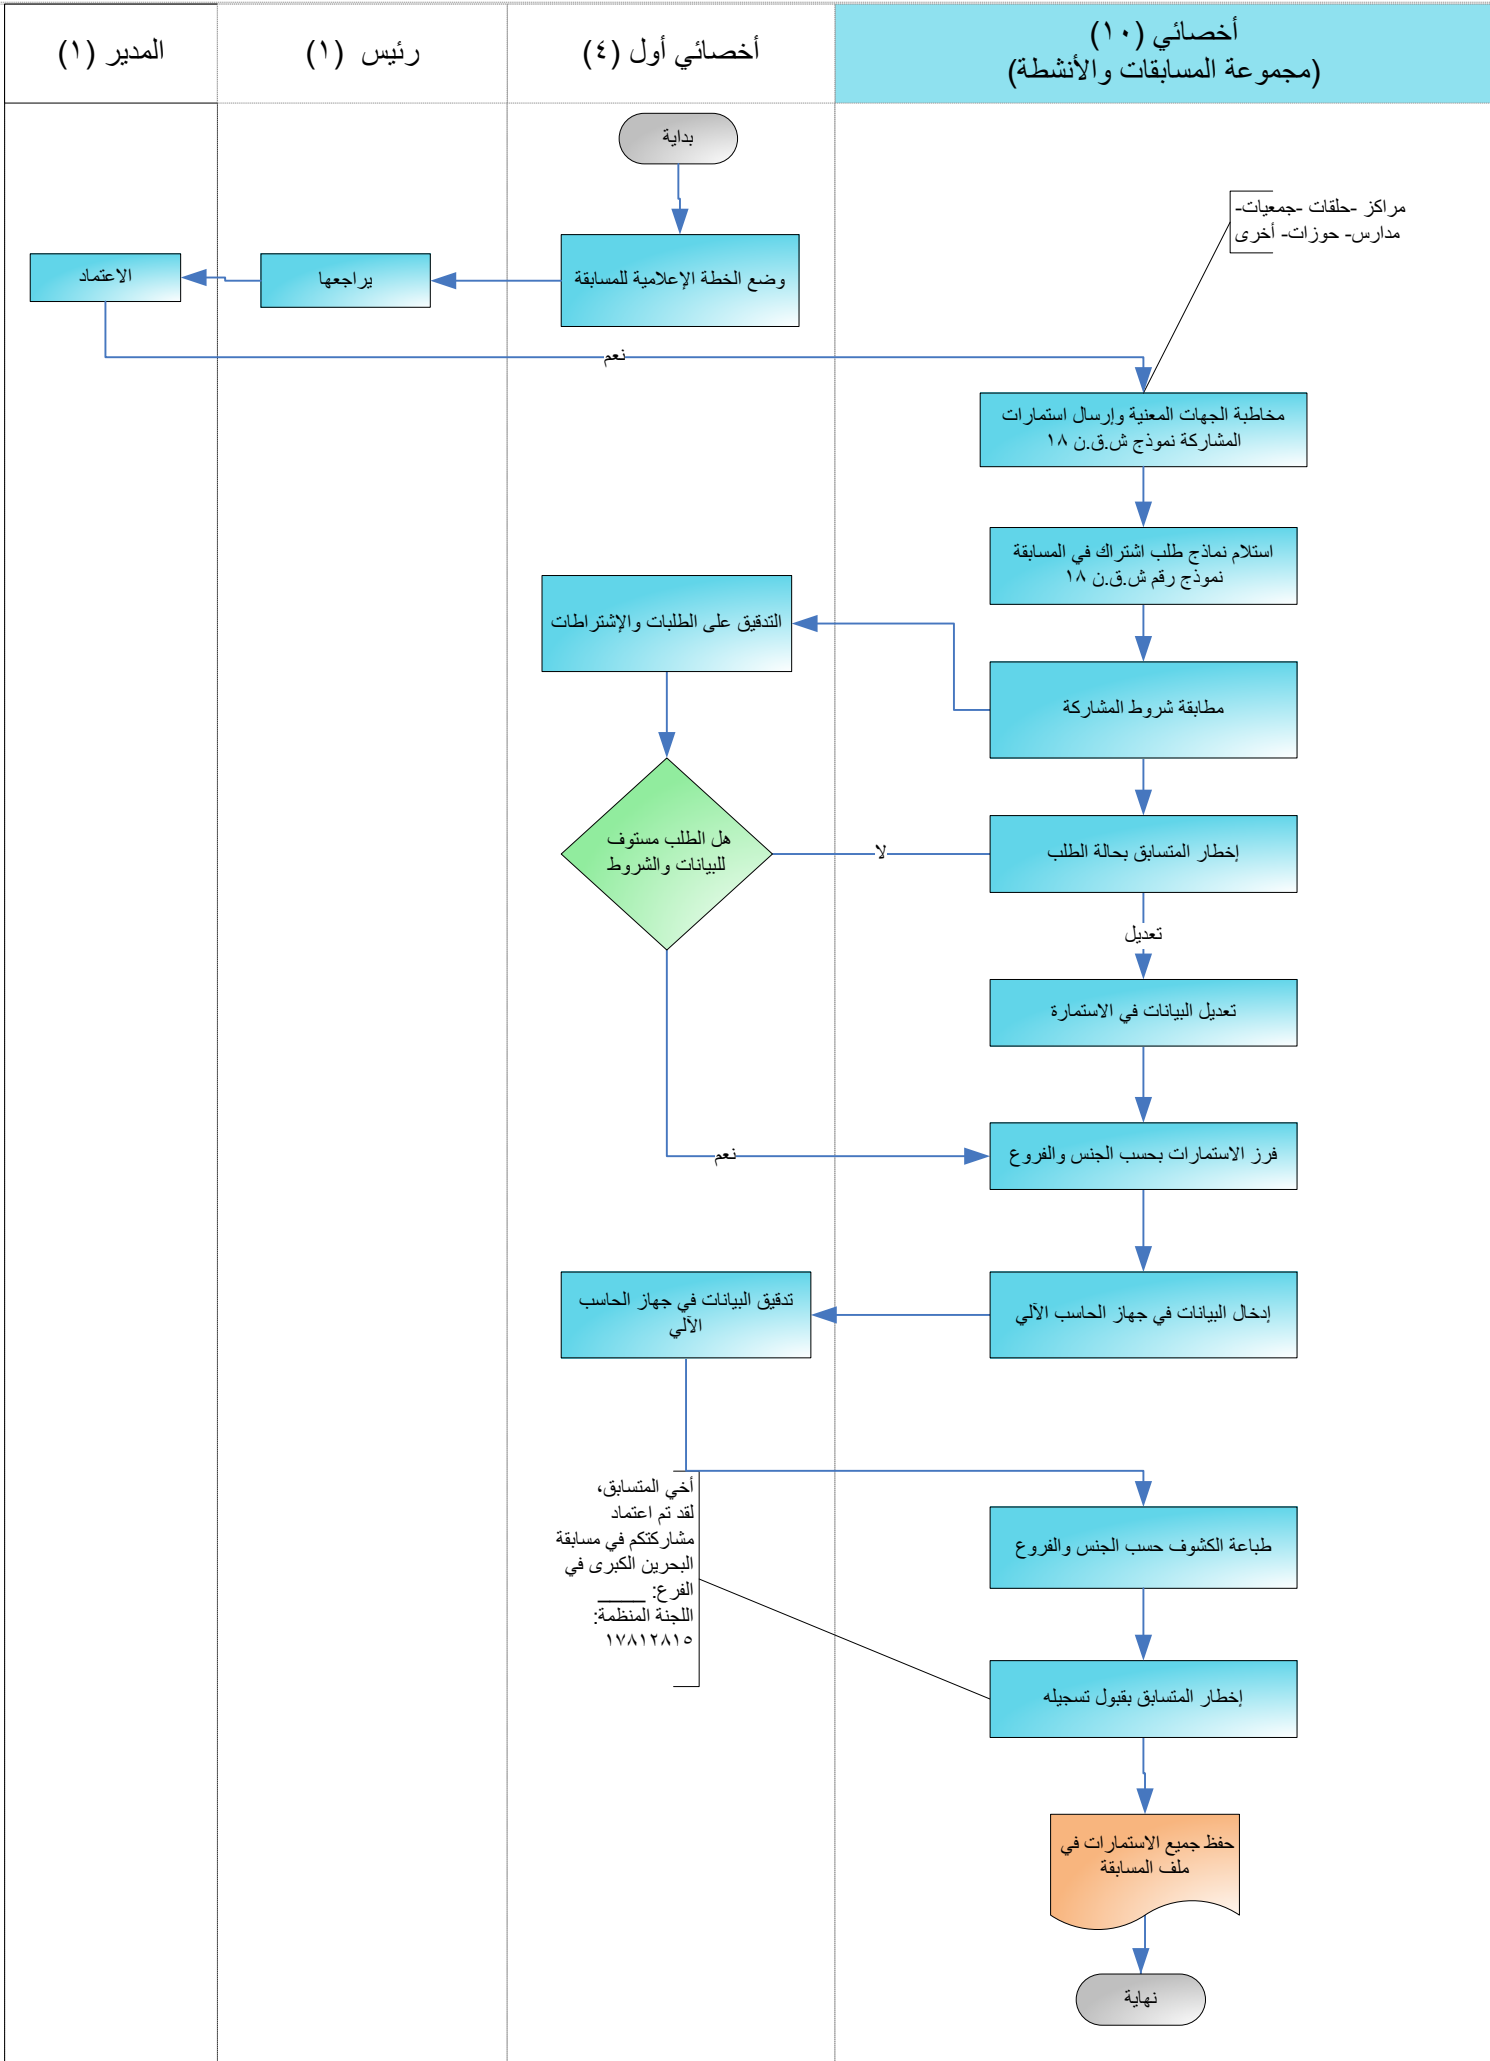 أخصائي (١٠)
(مجموعة المسابقات والأنشطة)
أخصائي أول (٤)
رئيس (١)
المدير (١)
بداية
مراكز -حلقات -جمعيات-
مدارس- حوزات- أخرى
وضع الخطة الإعلامية للمسابقة
يراجعها
الاعتماد
نعم
مخاطبة الجهات المعنية وإرسال استمارات
المشاركة نموذج ش.ق.ن ١٨
استلام نماذج طلب اشتراك في المسابقة
نموذج رقم ش.ق.ن ١٨
التدقيق على الطلبات والإشتراطات
مطابقة شروط المشاركة
هل الطلب مستوف
للبيانات والشروط
لا
إخطار المتسابق بحالة الطلب
تعديل
تعديل البيانات في الاستمارة
نعم
فرز الاستمارات بحسب الجنس والفروع
إدخال البيانات في جهاز الحاسب الآلي
تدقيق البيانات في جهاز الحاسب
الآلي
أخي المتسابق،
لقد تم اعتماد
مشاركتكم في مسابقة
البحرين الكبرى في
الفرع: _____
اللجنة المنظمة:
١٧٨١٢٨١٥
طباعة الكشوف حسب الجنس والفروع
إخطار المتسابق بقبول تسجيله
حفظ جميع الاستمارات في
ملف المسابقة
نهاية